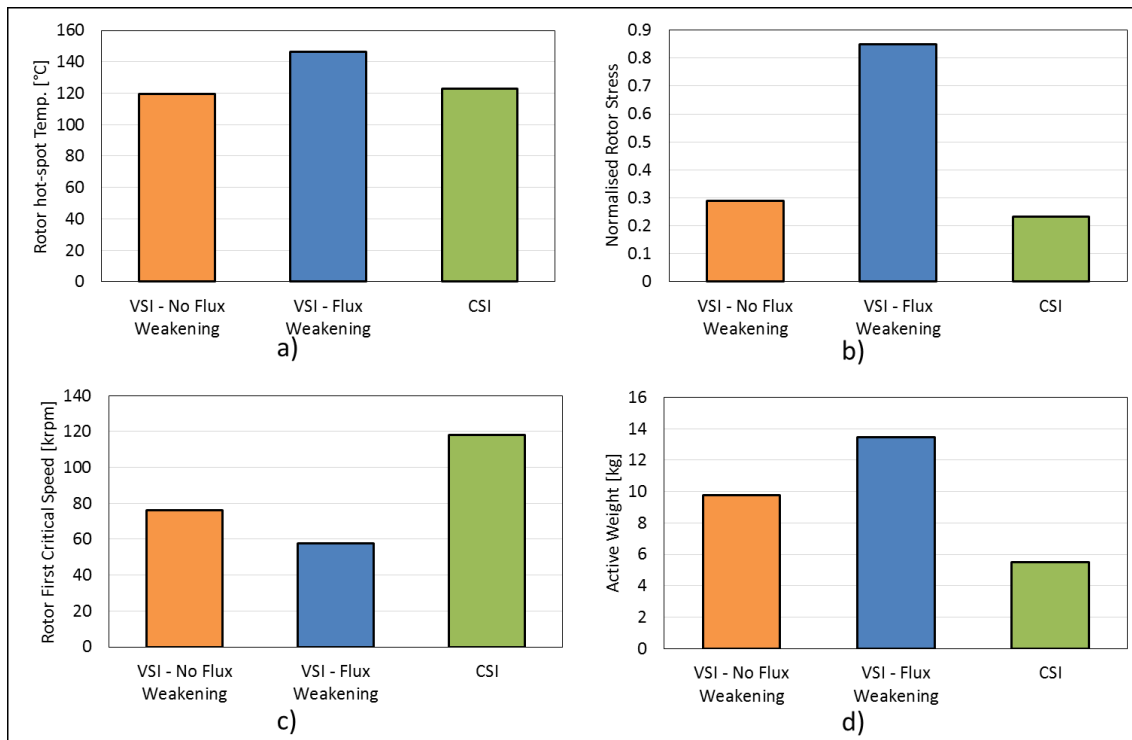 Rotor hot-spot Temp. [°C]
160
140
120
100
80
60
40
20
0
VSI - No Flux
Weakening
VSI - Flux
Weakening
CSI
a)
Normalised Rotor Stress
0.9
0.8
0.7
0.6
0.5
0.4
0.3
0.2
0.1
0
VSI - No Flux
Weakening
VSI - Flux
Weakening
CSI
b)
Rotor First Critical Speed [krpm]
140
120
100
80
60
40
20
0
VSI - No Flux
Weakening
VSI - Flux
Weakening
CSI
c)
Active Weight [kg]
16
14
12
10
8
6
4
2
0
VSI - No Flux
Weakening
VSI - Flux
Weakening
CSI
d)